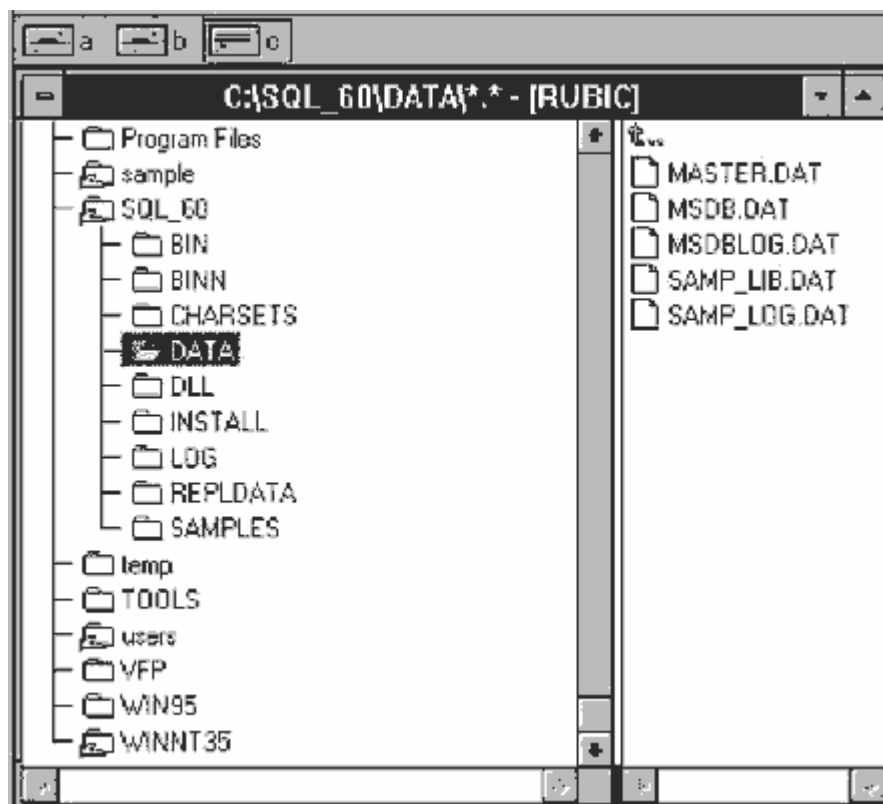 a b c
C:\SQL_60\DATA\*.* - [RUBIC]
Program Files
sample
SQL_60
BIN
BINN
CHARSETS
DATA
DLL
INSTALL
LOG
REPLDATA
SAMPLES
temp
TOOLS
users
VFP
WIN95
WINNT35
..
MASTER.DAT
MSDB.DAT
MSDBLOG.DAT
SAMP_LIB.DAT
SAMP_LOG.DAT